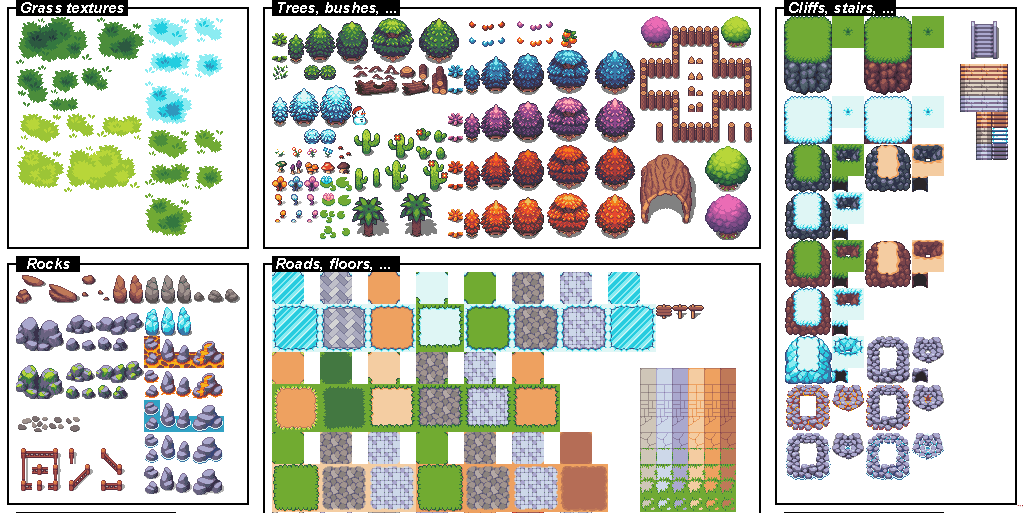 Grass textures
Trees, bushes, ...
Cliffs, stairs, ...
Rocks
Roads, floors, ...